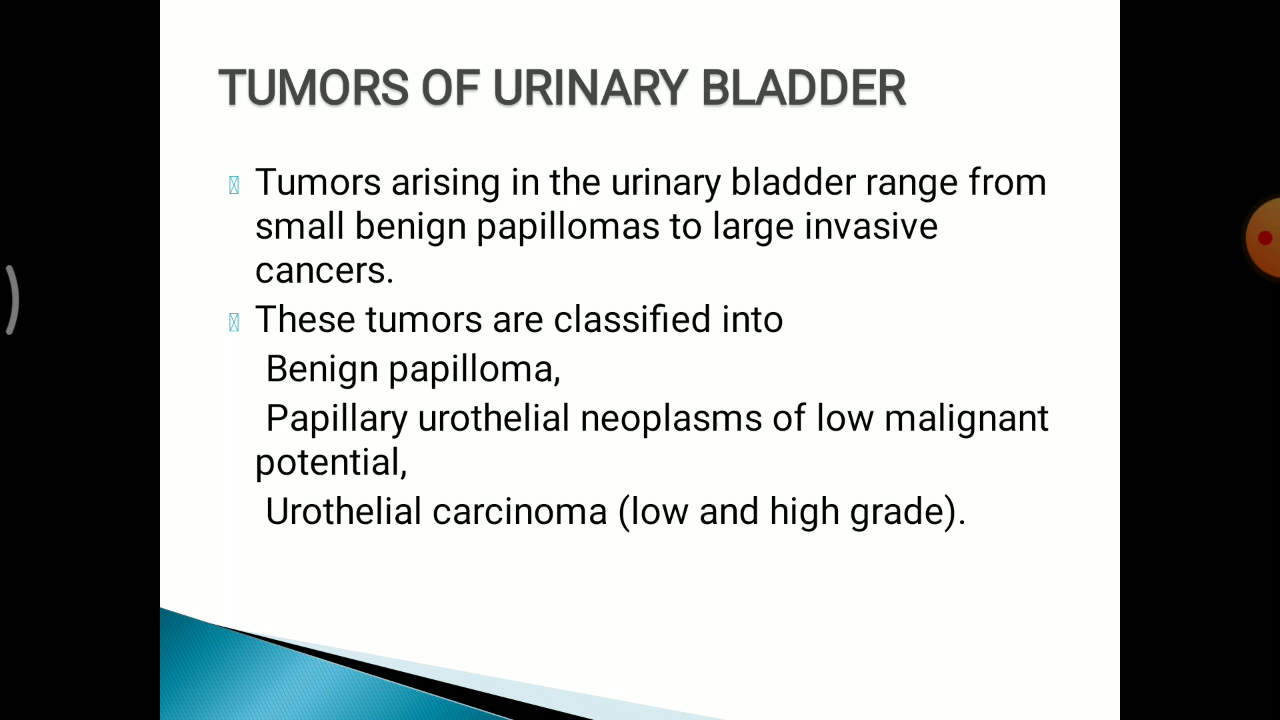 TUMORS OF URINARY BLADDER
Tumors arising in the urinary bladder range from
small benign papillomas to large invasive
cancers.
These tumors are classified into
Benign papilloma,
Papillary urothelial neoplasms of low malignant
potential,
Urothelial carcinoma (low and high grade).